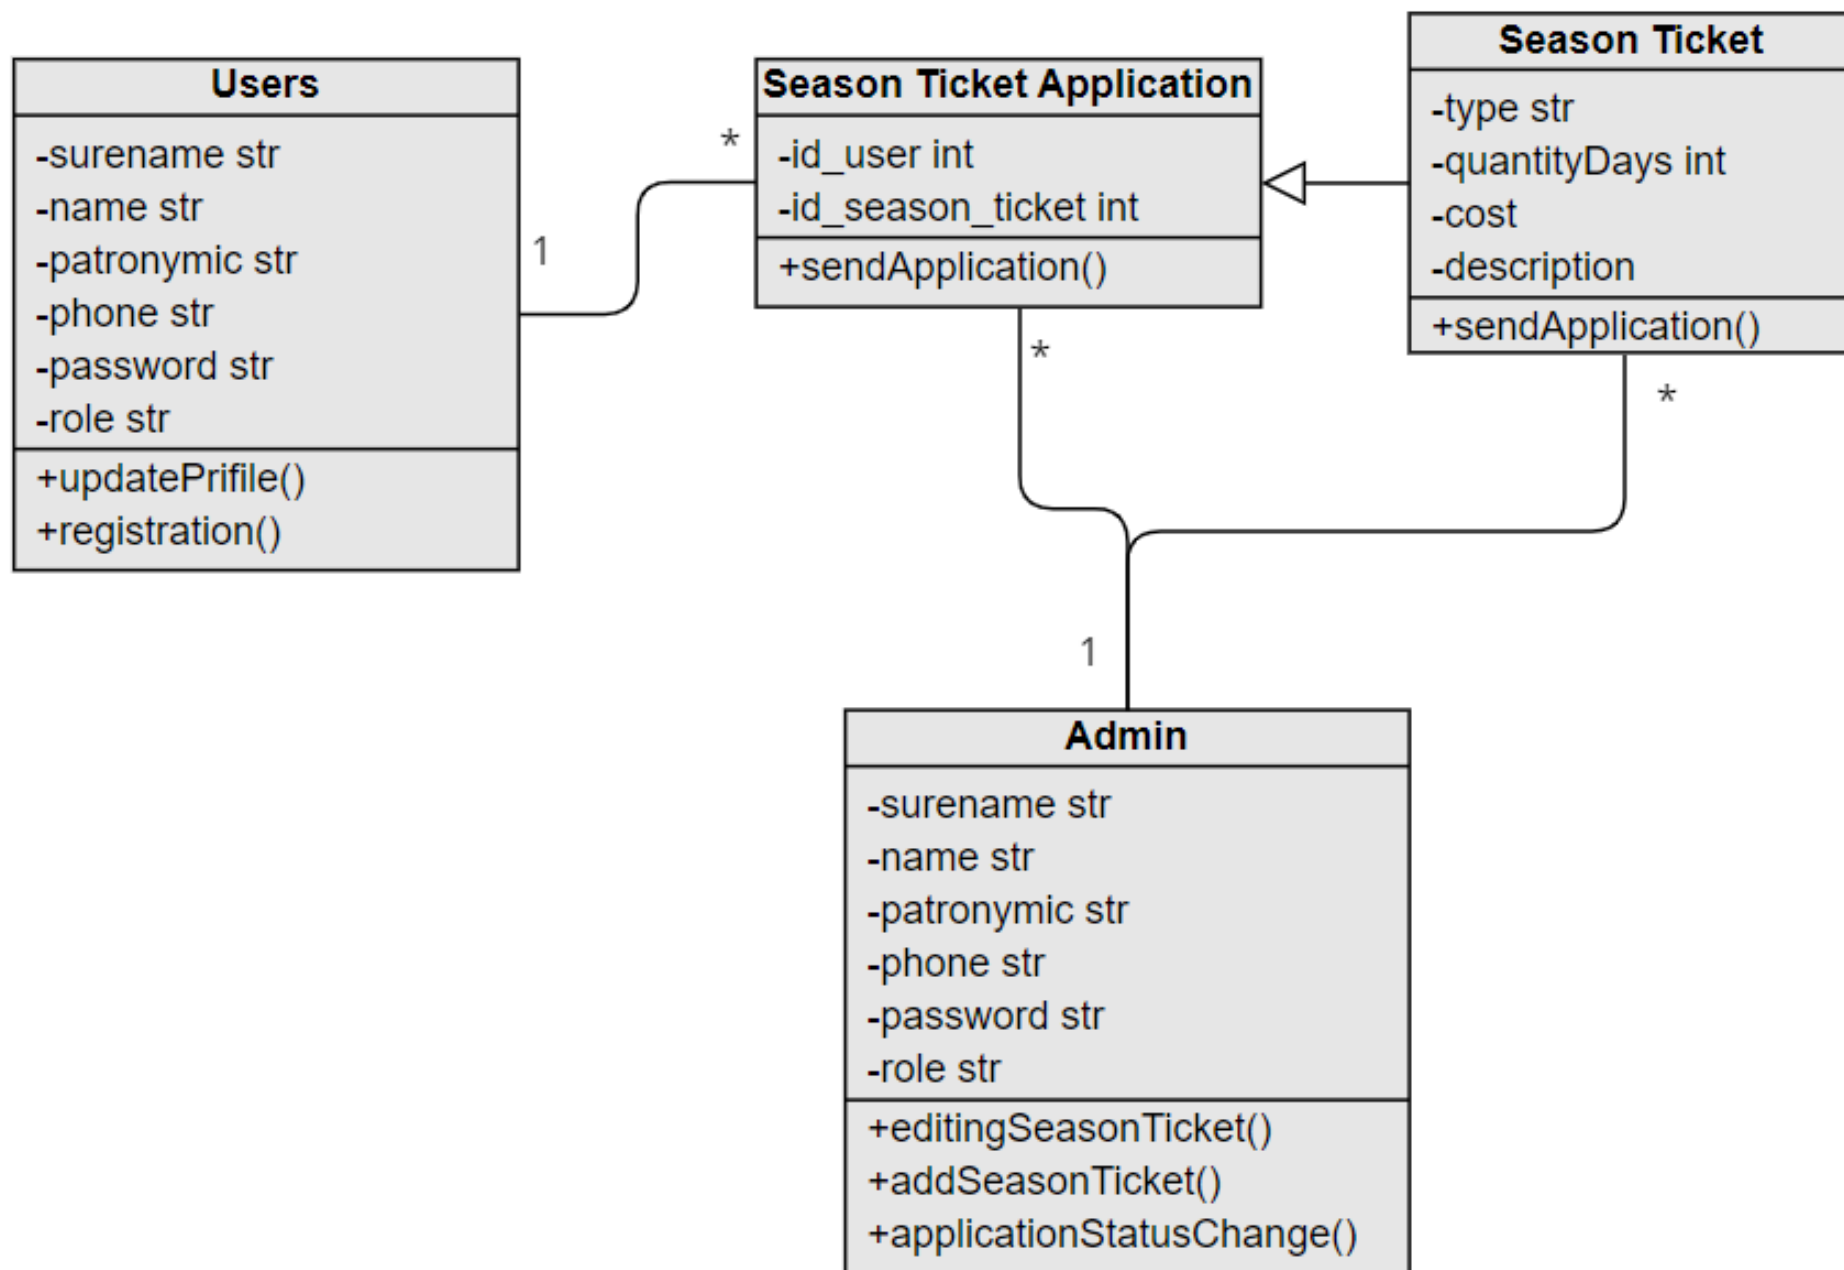 Users
-surename str
-name str
-patronymic str
-phone str
-password str
-role str
+updatePrifile()
+registration()
1
*
Season Ticket Application
-id_user int
-id_season_ticket int
+sendApplication()
*
Season Ticket
-type str
-quantityDays int
-cost
-description
+sendApplication()
*
1
Admin
-surename str
-name str
-patronymic str
-phone str
-password str
-role str
+editingSeasonTicket()
+addSeasonTicket()
+applicationStatusChange()